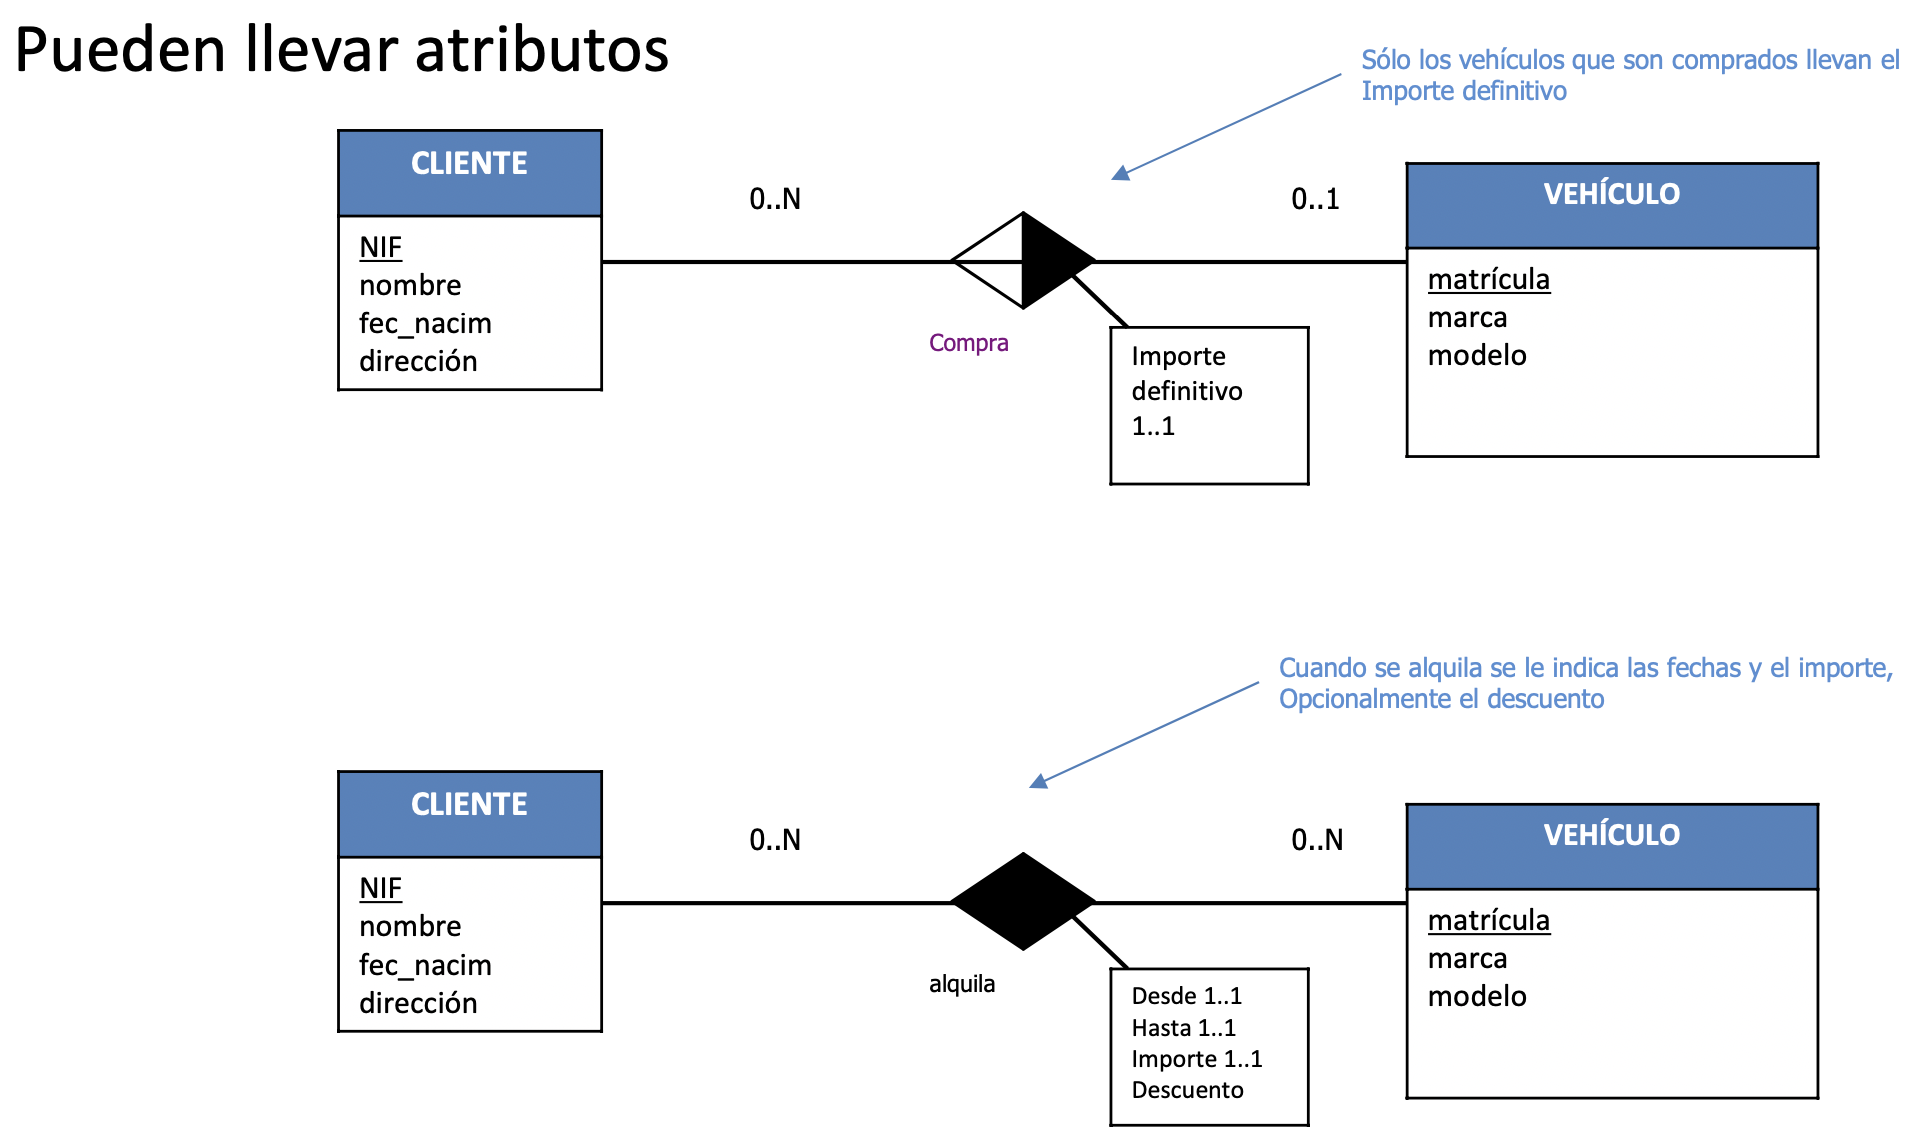 Pueden llevar atributos
Sólo los vehículos que son comprados llevan el
Importe definitivo
CLIENTE
NIF
nombre
fec_nacim
dirección
0..N
0..1
Compra
Importe
definitivo
1..1
VEHÍCULO
matrícula
marca
modelo
Cuando se alquila se le indica las fechas y el importe,
Opcionalmente el descuento
CLIENTE
NIF
nombre
fec_nacim
dirección
0..N
0..N
alquila
Desde 1..1
Hasta 1..1
Importe 1..1
Descuento
VEHÍCULO
matrícula
marca
modelo